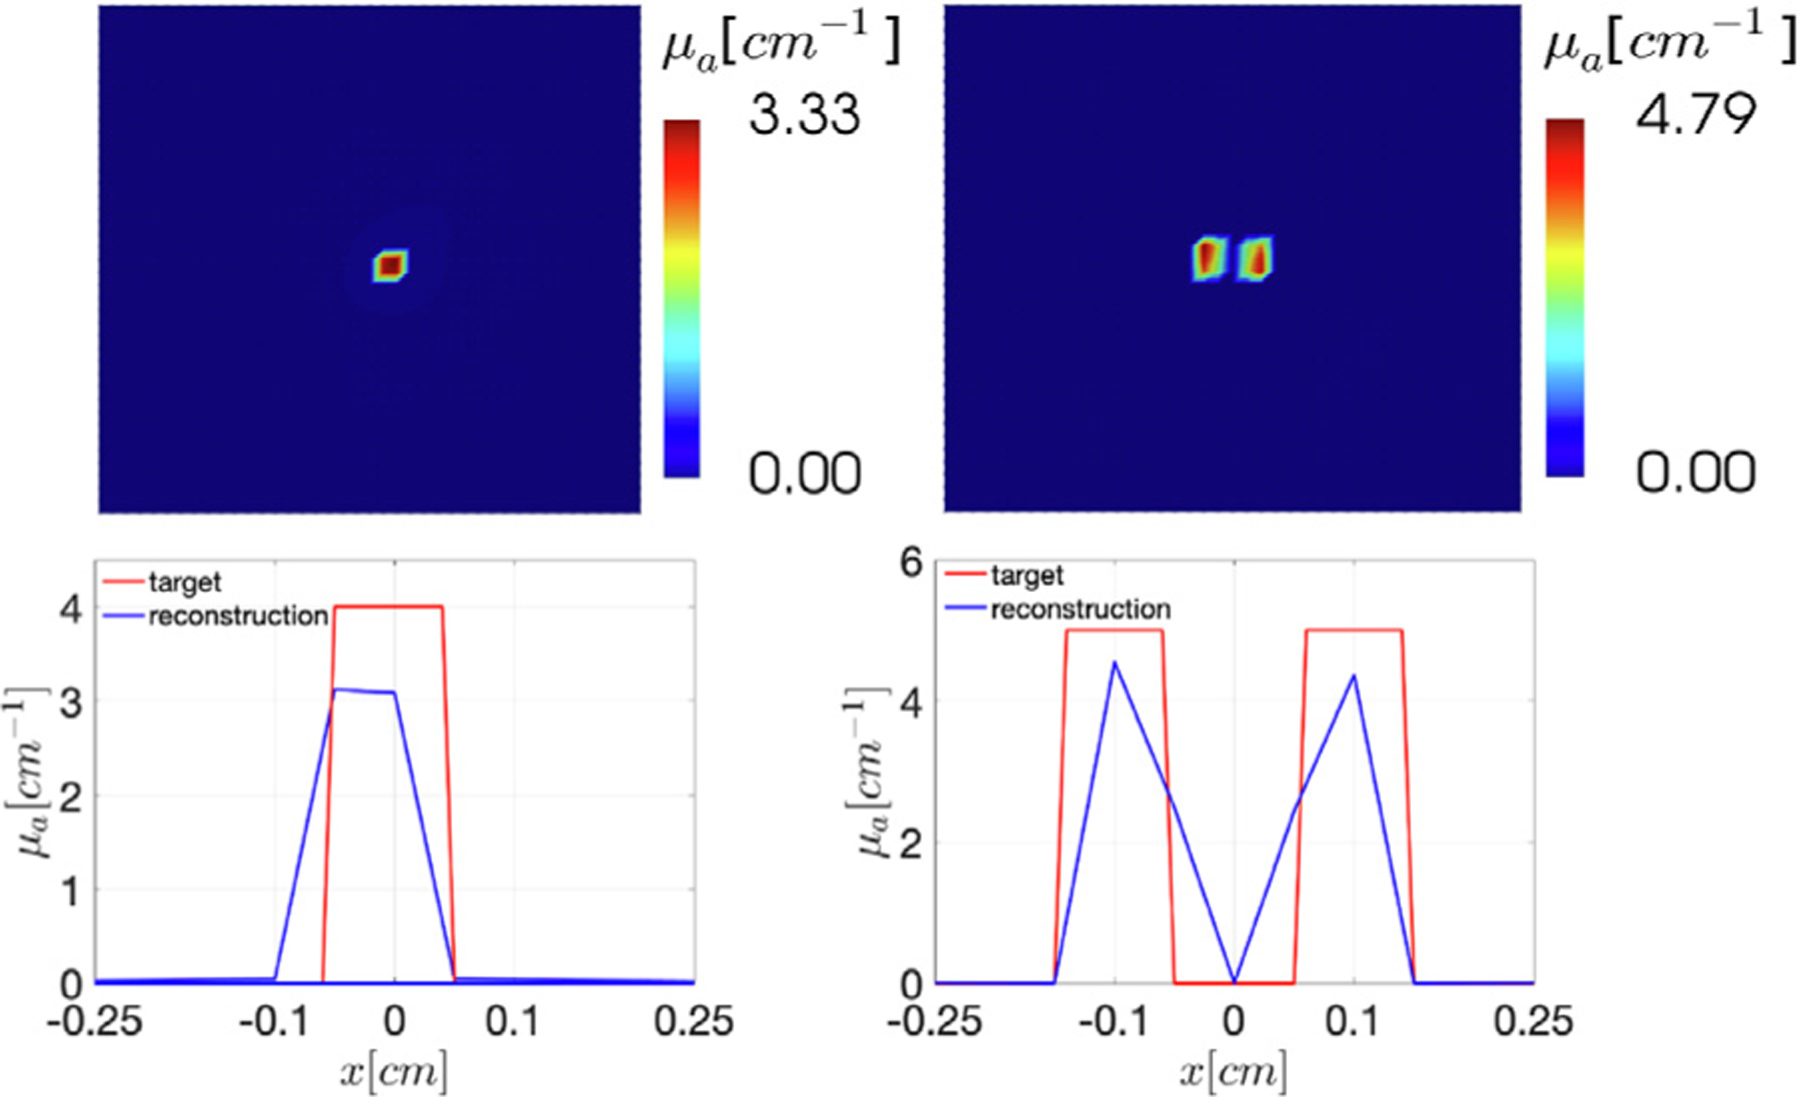 μₐ[cm⁻¹]
3.33
0.00
μₐ[cm⁻¹]
4.79
0.00
target
reconstruction
4
3
2
1
0
μₐ[cm⁻¹]
-0.25 -0.1 0 0.1 0.25
x[cm]
target
reconstruction
6
4
2
0
μₐ[cm⁻¹]
-0.25 -0.1 0 0.1 0.25
x[cm]